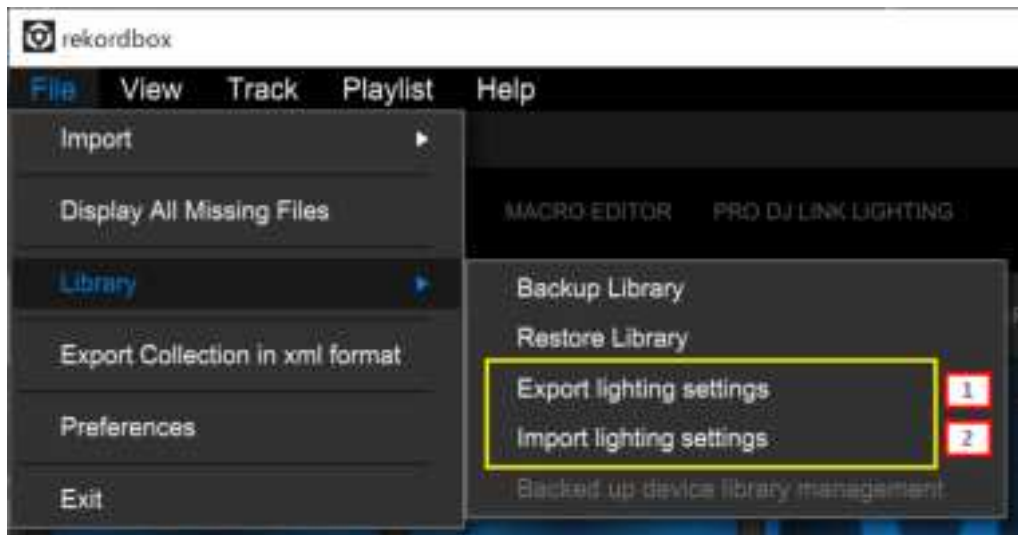 rekordbox
File View Track Playlist Help
Import
Display All Missing Files
MACRO EDITOR PRO DJ LINK LIGHTING
Library
Backup Library
Restore Library
Export Collection in xml format
Export lighting settings 1
Preferences
Import lighting settings 2
Exit
Backed up device library management